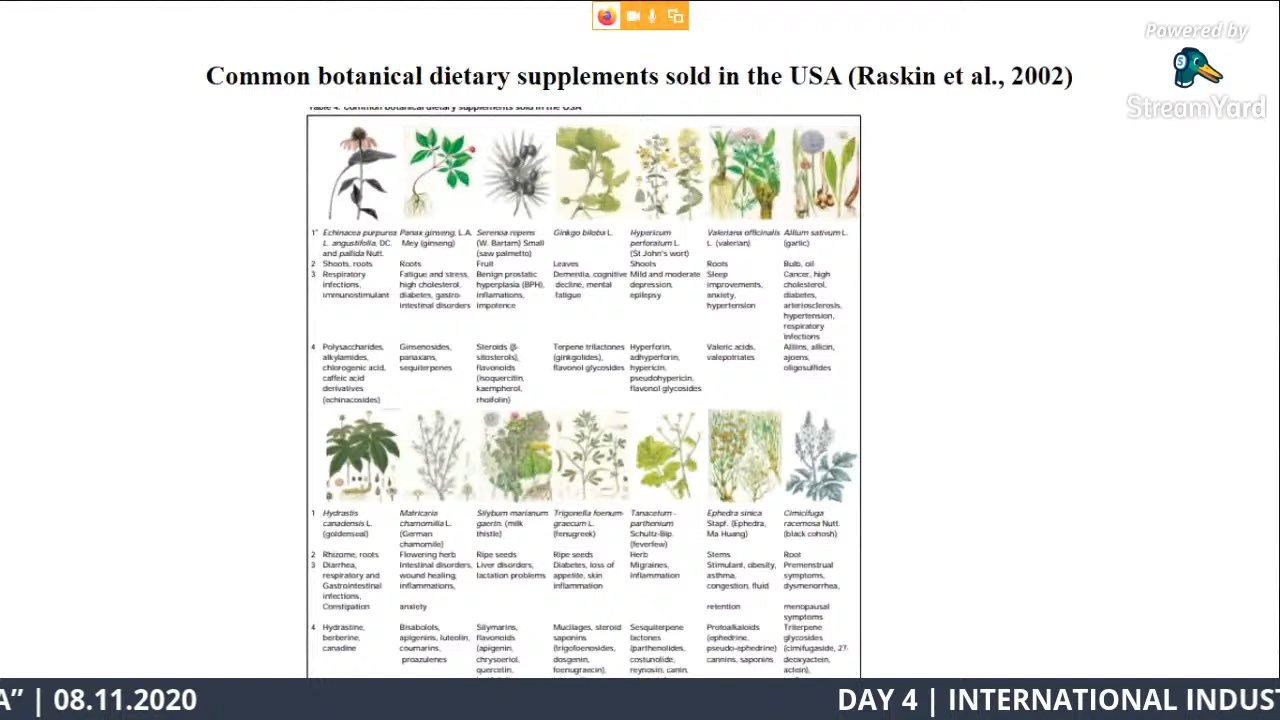 Powered by
StreamYard
Common botanical dietary supplements sold in the USA (Raskin et al., 2002)
Table 4. Common botanical dietary supplements sold in the USA
1* Echinacea purpurea Panax ginseng, L.A. Serenoa repens Ginkgo biloba L. Hypericum Valeriana officinalis Allium sativum L.
L. angustifolia, DC. Mey (ginseng) (W. Bartam) Small perforatum L. L. (valerian) (garlic)
and pallida Nutt. (saw palmetto) (St John's wort)
2 Shoots, roots Roots Fruit Leaves Shoots Roots Bulb, oil
3 Respiratory Fatigue and stress, Benign prostatic Dementia, cognitive Mild and moderate Sleep Cancer, high
infections, high cholesterol, hyperplasia (BPH), decline, mental depression, improvements, cholesterol,
immunostimulant diabetes, gastro- inflamations, fatigue epilepsy anxiety, diabetes,
intestinal disorders impotence hypertension arteriosclerosis,
hypertension,
respiratory
infections
4 Polysaccharides, Ginsenosides, Steroids (β- Terpene trilactones Hyperforin, Valeric acids, Alliins, allicin,
alkylamides, panaxans, sitosterols), (ginkgolides), adhyperforin, valepotriates ajoens,
chlorogenic acid, sequiterpenes flavonoids flavonol glycosides hypericin, oligosulfides
caffeic acid (isoquercitin, pseudohypericin,
derivatives kaempherol, flavonol glycosides
(echinacosides) rhoifolin)
1 Hydrastis Matricaria Silybum marianum Trigonella foenum- Tanacetum - Ephedra sinica Cimicifuga
canadensis L. chamomilla L. gaertn. (milk graecum L. parthenium Stapf. (Ephedra, racemosa Nutt.
(goldenseal) (German thistle) (fenugreek) Schultz-Bip. Ma Huang) (black cohosh)
chamomile) (feverfew)
2 Rhizome, roots Flowering herb Ripe seeds Ripe seeds Herb Stems Root
3 Diarrhea, Intestinal disorders, Liver disorders, Diabetes, loss of Migraines, Stimulant, obesity, Premenstrual
respiratory and wound healing, lactation problems appetite, skin inflammation asthma, symptoms,
Gastrointestinal inflammations, inflammation congestion, fluid dysmenorrhea,
infections,
Constipation anxiety retention menopausal
symptoms
4 Hydrastine, Bisabolols, Silymarins, Mucilages, steroid Sesquiterpene Protoalkaloids Triterpene
berberine, apigenins, luteolin, flavonoids saponins lactones (ephedrine, glycosides
canadine coumarins, (apigenin, (trigofoenosides, (parthenolides, pseudo-ephedrine) (cimifugaside, 27-
proazulenes chrysoeriol, dosgenin, costunolide, cannins, saponins deoxyactein,
quercetin, foenugraecin), reynosin, canin, actein),
A” | 08.11.2020 DAY 4 | INTERNATIONAL INDUST